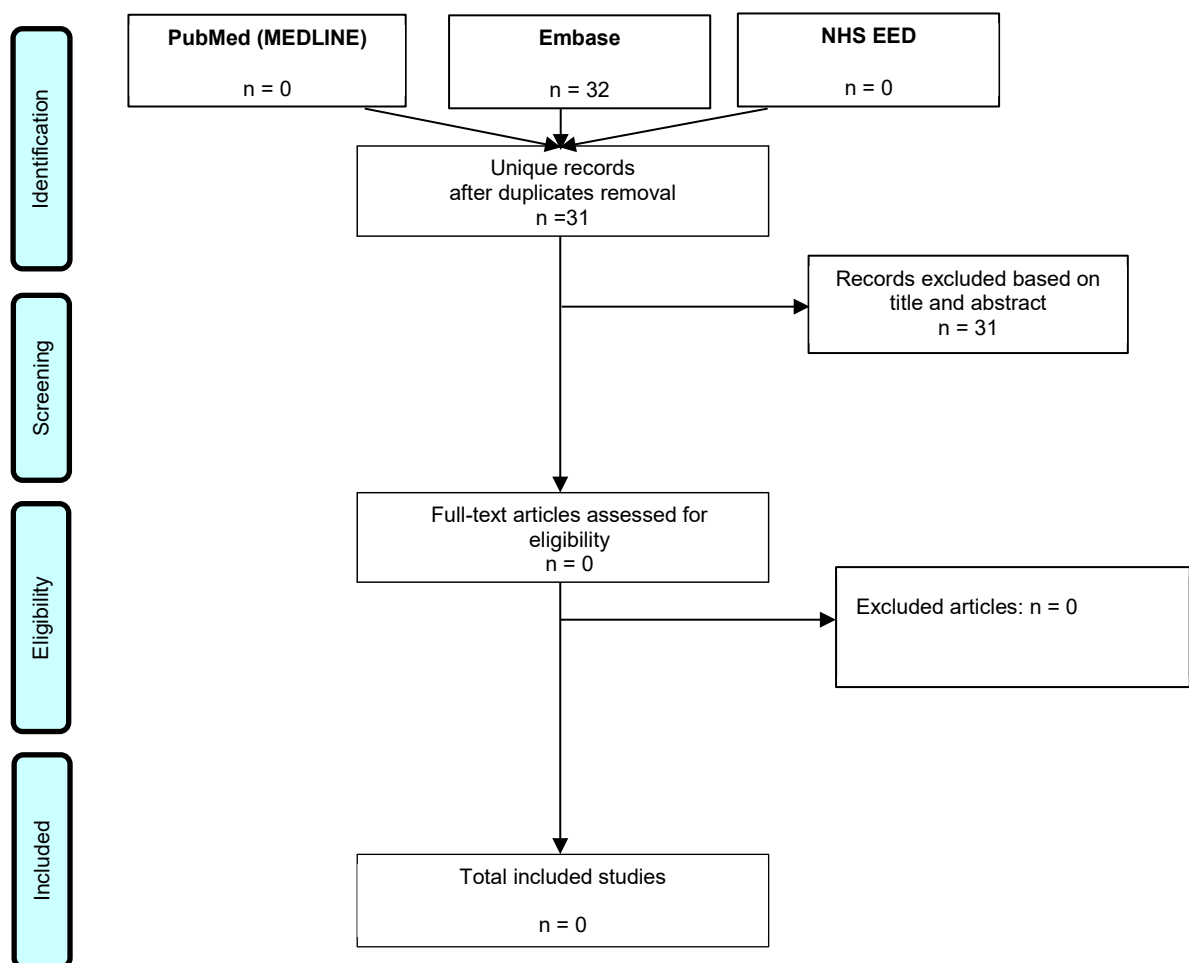 PubMed (MEDLINE)
n = 0
Embase
n = 32
NHS EED
n = 0
Identification
Unique records
after duplicates removal
n =31
Records excluded based on
title and abstract
n = 31
Screening
Full-text articles assessed for
eligibility
n = 0
Excluded articles: n = 0
Eligibility
Total included studies
n = 0
Included